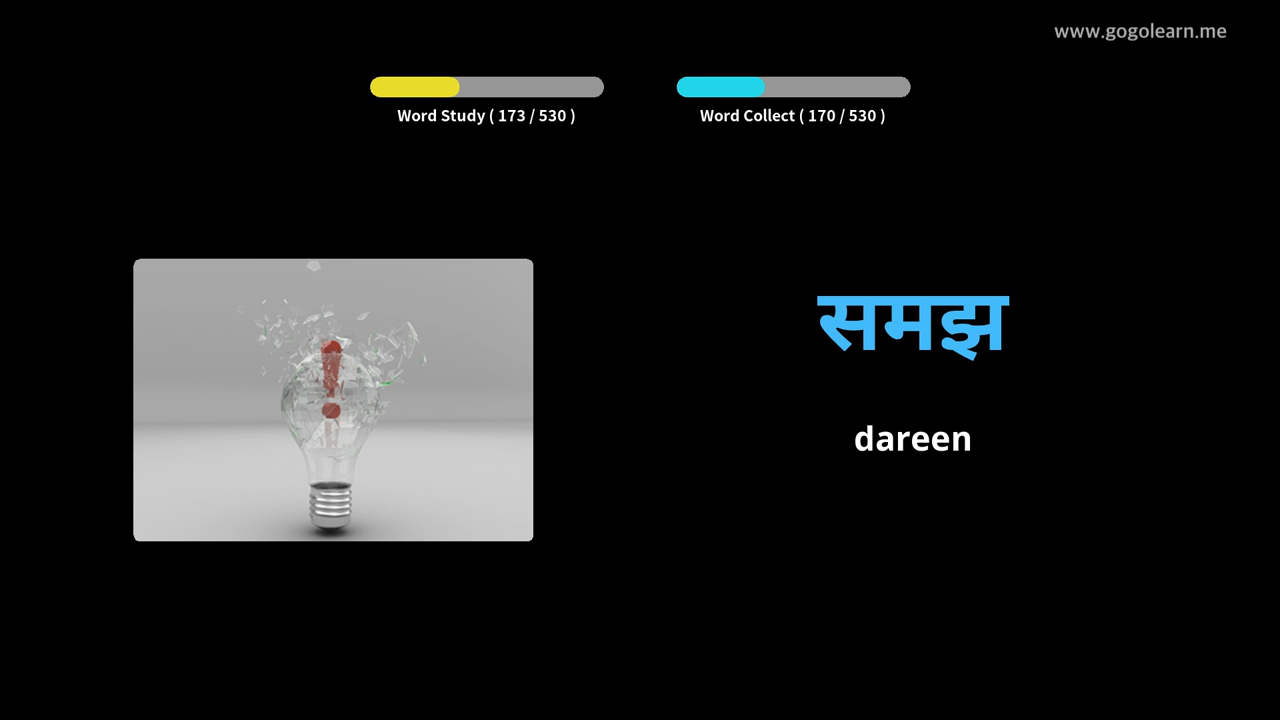 www.gogolearn.me
Word Study ( 173 / 530 )
Word Collect ( 170 / 530 )
समझ
dareen